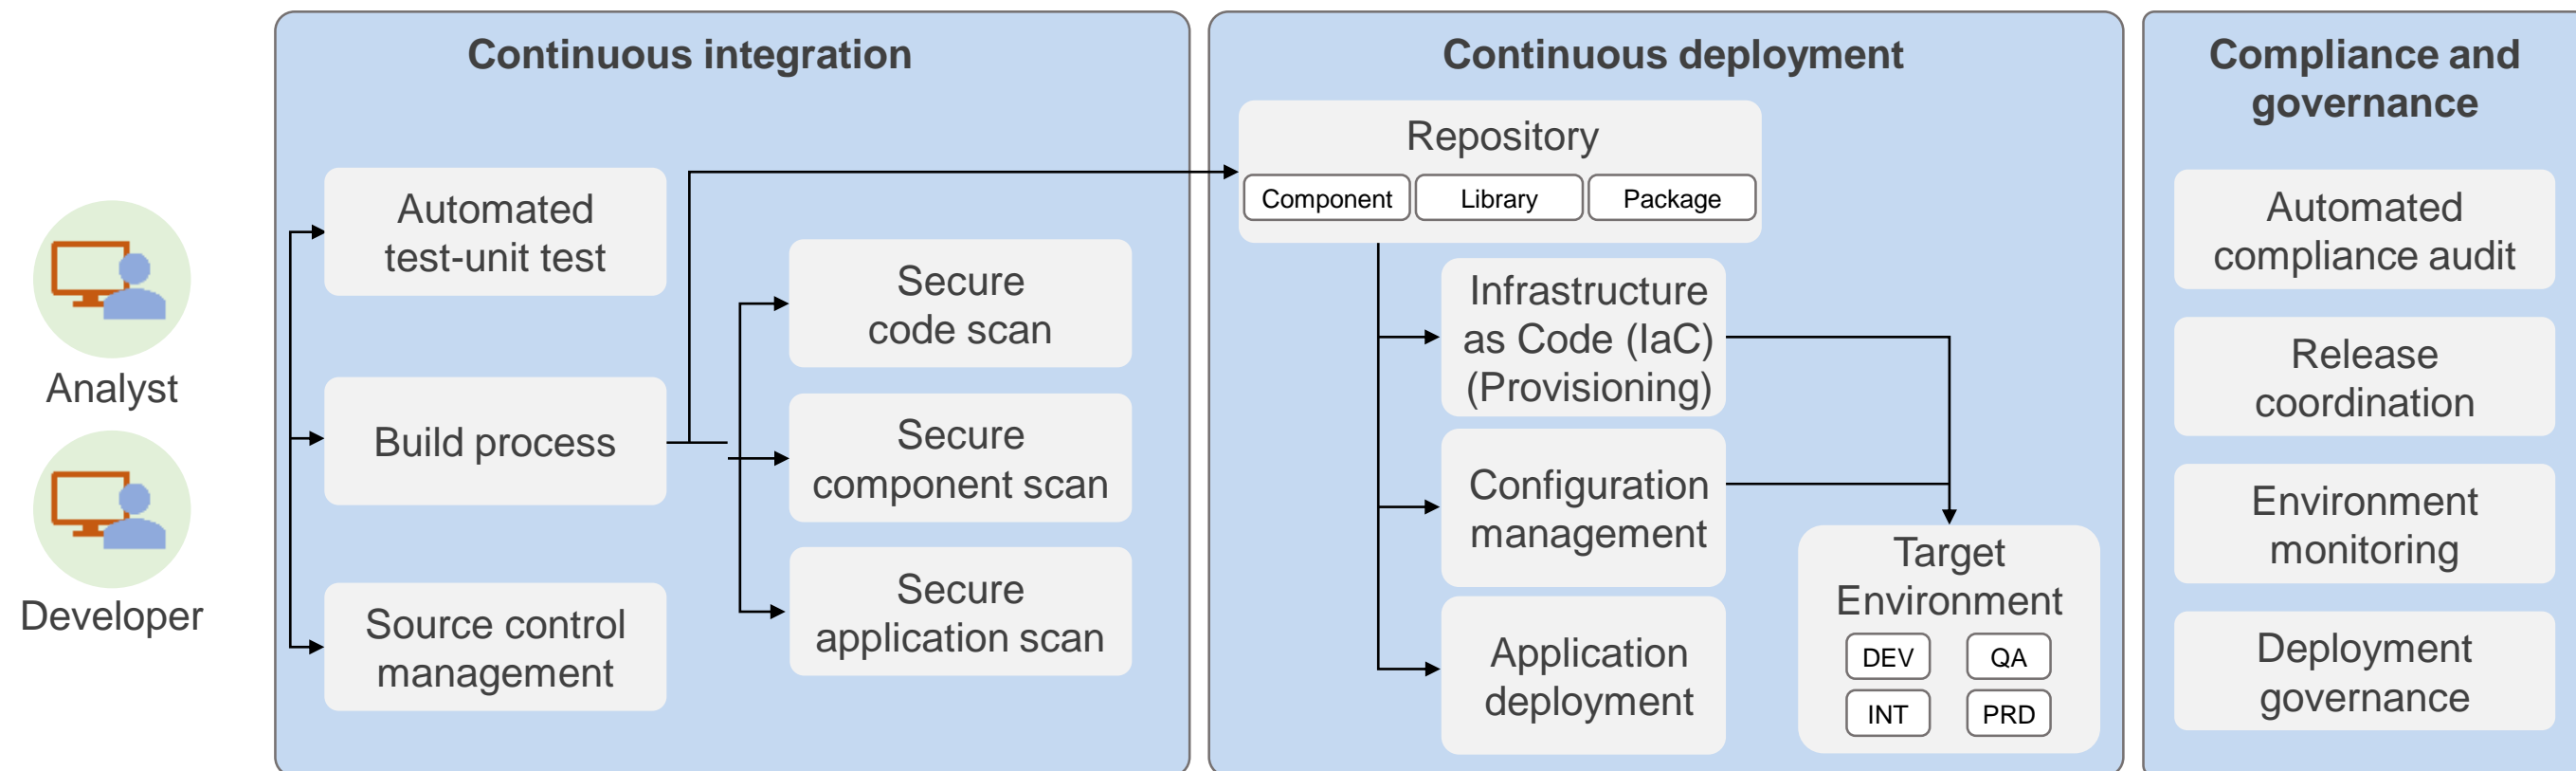 Analyst
Developer
Continuous integration
Automated
test-unit test
Build process
Source control
management
Secure
code scan
Secure
component scan
Secure
application scan
Continuous deployment
Repository
Component
Library
Package
Infrastructure
as Code (IaC)
(Provisioning)
Configuration
management
Application
deployment
Target
Environment
DEV
QA
INT
PRD
Compliance and
governance
Automated
compliance audit
Release
coordination
Environment
monitoring
Deployment
governance